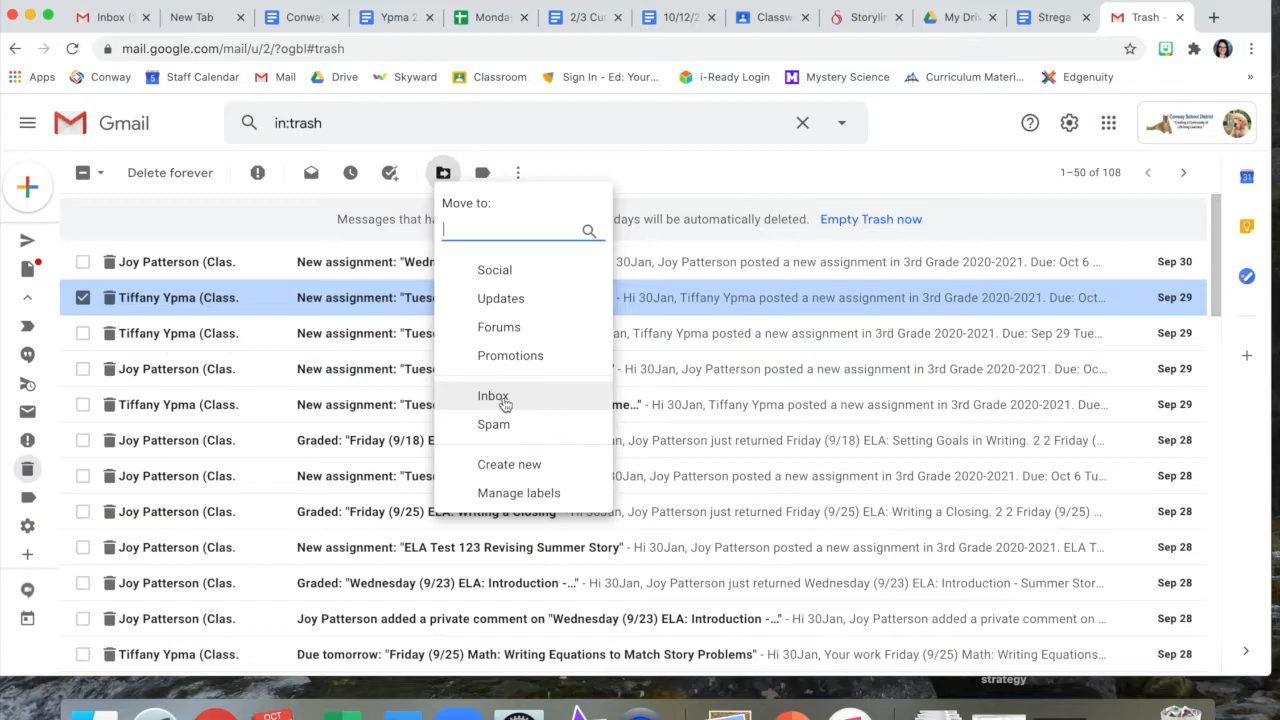 Inbox (
New Tab
Conwa
Ypma 2
Monda
2/3 Cu
10/12/2
Classw
Storylin
My Dri
Strega
Trash -
mail.google.com/mail/u/2/?ogbl#trash
Apps
Conway
Staff Calendar
Mail
Drive
Skyward
Classroom
Sign In - Ed: Your...
i-Ready Login
Mystery Science
Curriculum Materi...
Edgenuity
»
Gmail
in:trash
Conway School District
Delete forever
1–50 of 108
Move to:
Messages that ha
days will be automatically deleted.
Empty Trash now
Social
Updates
Forums
Promotions
Inbox
Spam
Create new
Manage labels
Joy Patterson (Clas. New assignment: "Wedn 30Jan, Joy Patterson posted a new assignment in 3rd Grade 2020-2021. Due: Oct 6 ... Sep 30
Tiffany Ypma (Class. New assignment: "Tuesd - Hi 30Jan, Tiffany Ypma posted a new assignment in 3rd Grade 2020-2021. Due: Oct... Sep 29
Tiffany Ypma (Class. New assignment: "Tuesd an, Tiffany Ypma posted a new assignment in 3rd Grade 2020-2021. Due: Sep 29 Tue... Sep 29
Joy Patterson (Clas. New assignment: "Tuesd " - Hi 30Jan, Joy Patterson posted a new assignment in 3rd Grade 2020-2021. Due: Oct... Sep 29
Tiffany Ypma (Class. New assignment: "Tuesd me..." - Hi 30Jan, Tiffany Ypma posted a new assignment in 3rd Grade 2020-2021. Due:... Sep 29
Joy Patterson (Clas. Graded: "Friday (9/18) E Jan, Joy Patterson just returned Friday (9/18) ELA: Setting Goals in Writing. 2 2 Friday (... Sep 28
Joy Patterson (Clas. New assignment: "Tuesd an, Joy Patterson posted a new assignment in 3rd Grade 2020-2021. Due: Oct 6 Tu... Sep 28
Joy Patterson (Clas. Graded: "Friday (9/25) ELA: Writing a Closing" - Hi 30Jan, Joy Patterson just returned Friday (9/25) ELA: Writing a Closing. 2 2 Friday (9/25) ... Sep 28
Joy Patterson (Clas. New assignment: "ELA Test 123 Revising Summer Story" - Hi 30Jan, Joy Patterson posted a new assignment in 3rd Grade 2020-2021. ELA T... Sep 28
Joy Patterson (Clas. Graded: "Wednesday (9/23) ELA: Introduction -..." - Hi 30Jan, Joy Patterson just returned Wednesday (9/23) ELA: Introduction - Summer Stor... Sep 28
Joy Patterson (Clas. Joy Patterson added a private comment on "Wednesday (9/23) ELA: Introduction -..." - Hi 30Jan, Joy Patterson added a private comment on ... Sep 28
Tiffany Ypma (Class. Due tomorrow: "Friday (9/25) Math: Writing Equations to Match Story Problems" - Hi 30Jan, Your work Friday (9/25) Math: Writing Equations... Sep 28
strategy
OCT